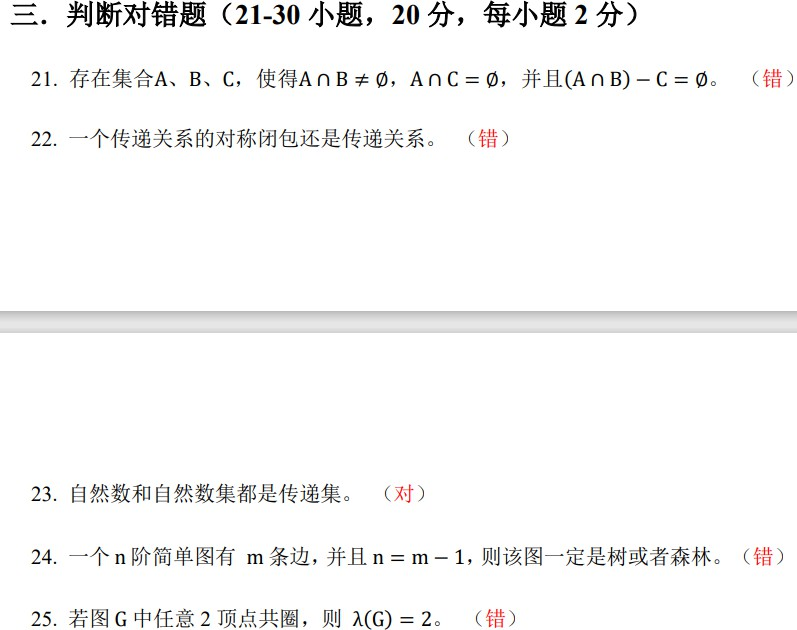 三．判断对错题（21-30 小题，20 分，每小题 2 分）
21. 存在集合A、B、C，使得A ∩ B ≠ ∅，A ∩ C = ∅，并且(A ∩ B) − C = ∅。 （错）
22. 一个传递关系的对称闭包还是传递关系。 （错）
23. 自然数和自然数集都是传递集。 （对）
24. 一个 n 阶简单图有 m 条边，并且 n = m − 1，则该图一定是树或者森林。（错）
25. 若图 G 中任意 2 顶点共圈，则 λ(G) = 2。 （错）